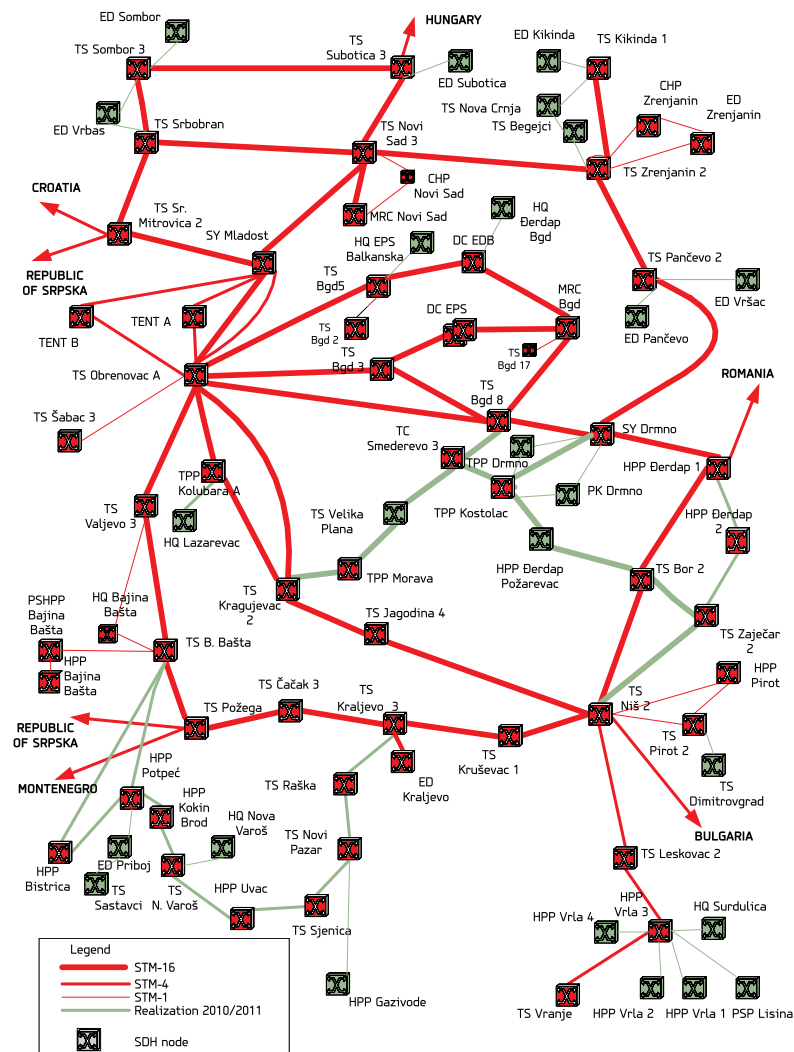 ED Sombor
HUNGARY
TS Sombor 3
TS
Subotica 3
ED Kikinda
TS Kikinda 1
ED Subotica
CHP
Zrenjanin
ED
Zrenjanin
TS Nova Crnja
TS Begejci
ED Vrbas
TS Srbobran
TS Novi
Sad 3
TS Zrenjanin 2
CHP
Novi Sad
CROATIA
TS Sr.
Mitrovica 2
MRC Novi Sad
HQ
Đerdap
Bgd
SY Mladost
HQ EPS
Balkanska
DC EDB
TS Pančevo 2
REPUBLIC
OF SRPSKA
TS
Bgd5
MRC
Bgd
ED Vršac
TENT B
TENT A
TS
Bgd 2
DC EPS
ED Pančevo
TS
Bgd 17
TS
Bgd 3
TS Obrenovac A
ROMANIA
TS Šabac 3
TS
Bgd 8
SY Drmno
TC
Smederevo 3
TPP Drmno
HPP Đerdap 1
TPP
Kolubara A
PK Drmno
TS
Valjevo 3
TPP Kostolac
HPP Đerdap
2
TS Velika
Plana
HQ Lazarevac
HPP Đerdap
Požarevac
TS Bor 2
TPP Morava
TS
Kragujevac
2
PSHPP
Bajina
Bašta
HQ Bajina
Bašta
TS Jagodina 4
TS Zaječar
2
TS B. Bašta
HPP
Bajina
Bašta
HPP
Pirot
TS Čačak 3
TS
Kraljevo 3
TS
Niš 2
TS Požega
REPUBLIC
OF SRPSKA
TS
Kruševac 1
TS
Pirot 2
HPP
Potpeć
MONTENEGRO
ED
Kraljevo
TS
Dimitrovgrad
TS Raška
HPP
Kokin
Brod
HQ Nova
Varoš
TS Novi
Pazar
BULGARIA
TS Leskovac 2
HPP
Bistrica
ED Priboj
TS
Sastavci
TS
N. Varoš
HPP Uvac
HPP
Vrla 3
HPP Vrla 4
HQ Surdulica
TS Sjenica
Legend
STM-16
STM-4
STM-1
Realization 2010/2011
SDH node
HPP Gazivode
TS Vranje
HPP Vrla 2
HPP Vrla 1
PSP Lisina